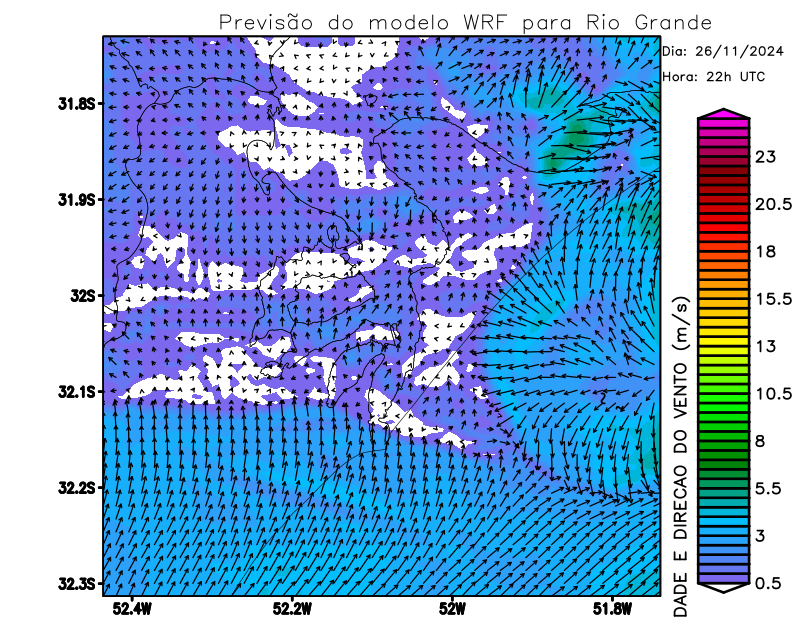 Previsão do modelo WRF para Rio Grande
Dia: 26/11/2024
Hora: 22h UTC
31.8S
31.9S
32S
32.1S
32.2S
32.3S
52.4W
52.2W
52W
51.8W
23
20.5
18
15.5
13
10.5
8
5.5
3
0.5
DADE E DIRECAO DO VENTO (m/s)